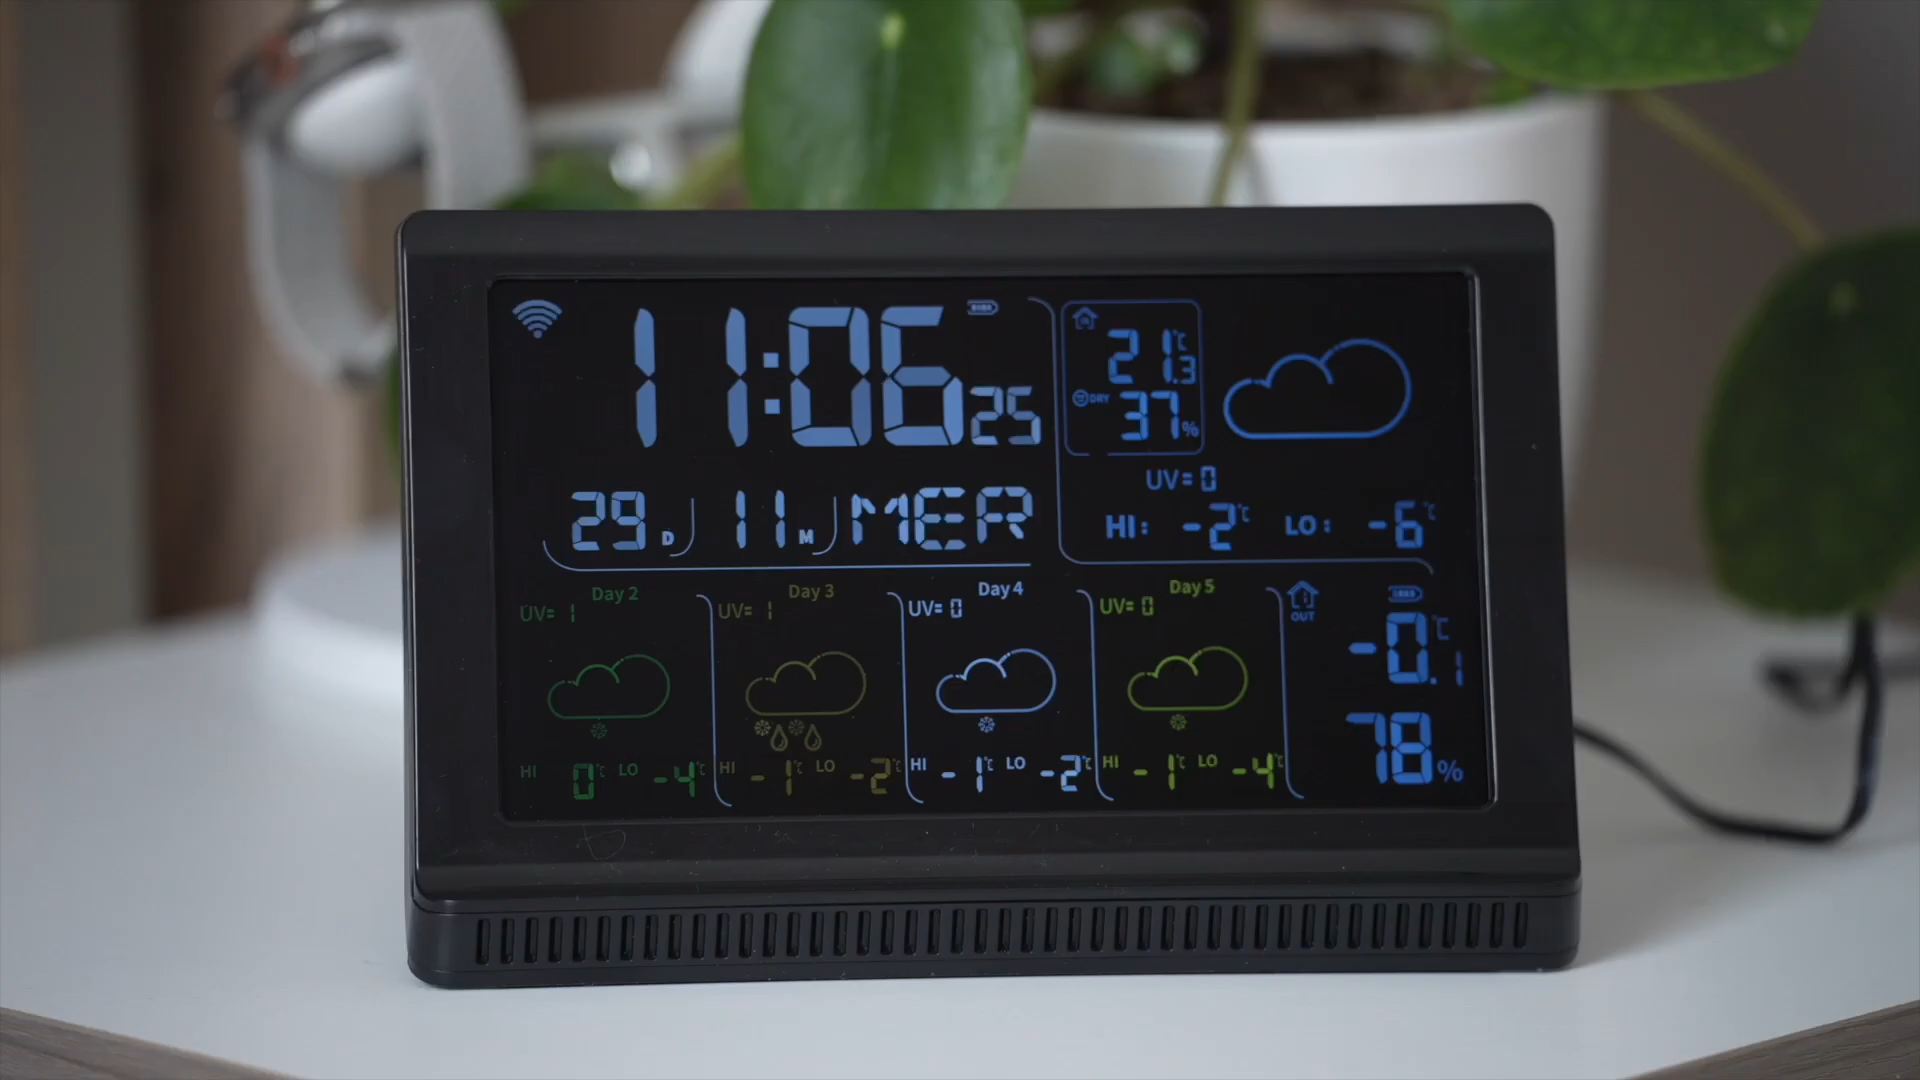 11:06 25
29 D 11 M MER
IN
21.3 °C
DRY
37%
UV= 0
HI: -2 °C LO: -6 °C
Day 2
UV= 1
HI 0 °C LO -4 °C
Day 3
UV= 1
HI -1 °C LO -2 °C
Day 4
UV= 0
HI -1 °C LO -2 °C
Day 5
UV= 0
HI -1 °C LO -4 °C
OUT
-0.1 °C
78%